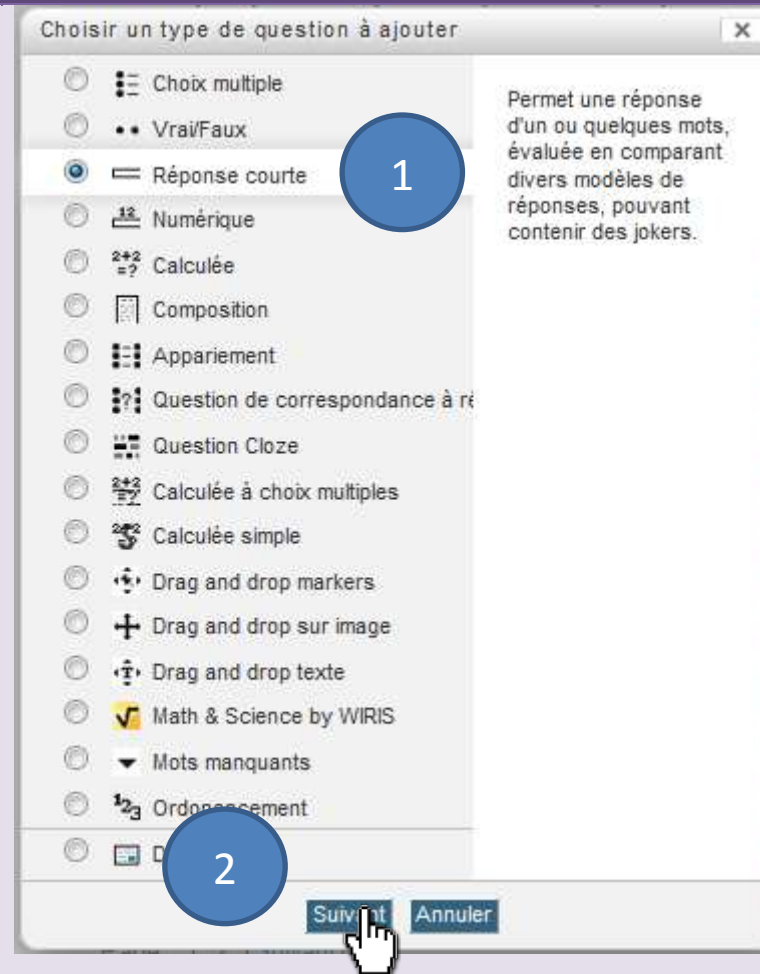 Choisir un type de question à ajouter
Choix multiple
Vrai/Faux
Réponse courte
1
Numérique
Calculée
Composition
Appariement
Question de correspondance à ré
Question Cloze
Calculée à choix multiples
Calculée simple
Drag and drop markers
Drag and drop sur image
Drag and drop texte
Math & Science by WIRIS
Mots manquants
Ordonancement
2
Permet une réponse
d'un ou quelques mots,
évaluée en comparant
divers modèles de
réponses, pouvant
contenir des jokers.
Suivant
Annuler